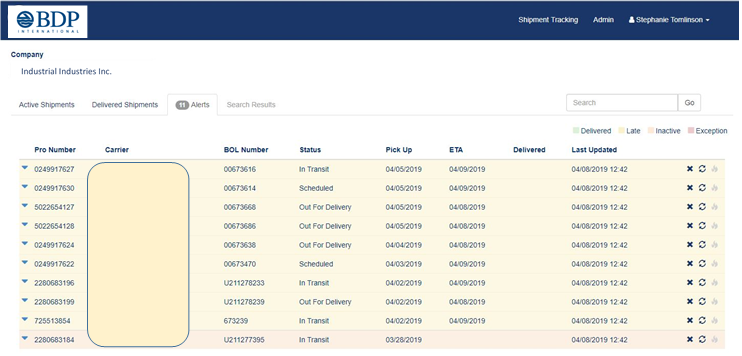 BDP
INTERNATIONAL
Shipment Tracking Admin Stephanie Tomlinson
Company
Industrial Industries Inc.
Active Shipments Delivered Shipments 11 Alerts Search Results Search Go
Delivered Late Inactive Exception
Pro Number Carrier BOL Number Status Pick Up ETA Delivered Last Updated
0249917627 00673616 In Transit 04/05/2019 04/09/2019 04/08/2019 12:42
0249917630 00673614 Scheduled 04/05/2019 04/09/2019 04/08/2019 12:42
5022654127 00673668 Out For Delivery 04/05/2019 04/08/2019 04/08/2019 12:42
5022654128 00673686 Out For Delivery 04/05/2019 04/08/2019 04/08/2019 12:42
0249917624 00673638 Out For Delivery 04/04/2019 04/08/2019 04/08/2019 12:42
0249917622 00673470 Scheduled 04/03/2019 04/09/2019 04/08/2019 12:42
2280683196 U211278233 In Transit 04/02/2019 04/09/2019 04/08/2019 12:42
2280683199 U211278239 Out For Delivery 04/02/2019 04/08/2019 04/08/2019 12:42
725513854 673239 In Transit 04/02/2019 04/09/2019 04/08/2019 12:42
2280683184 U211277395 In Transit 03/28/2019 04/08/2019 12:42